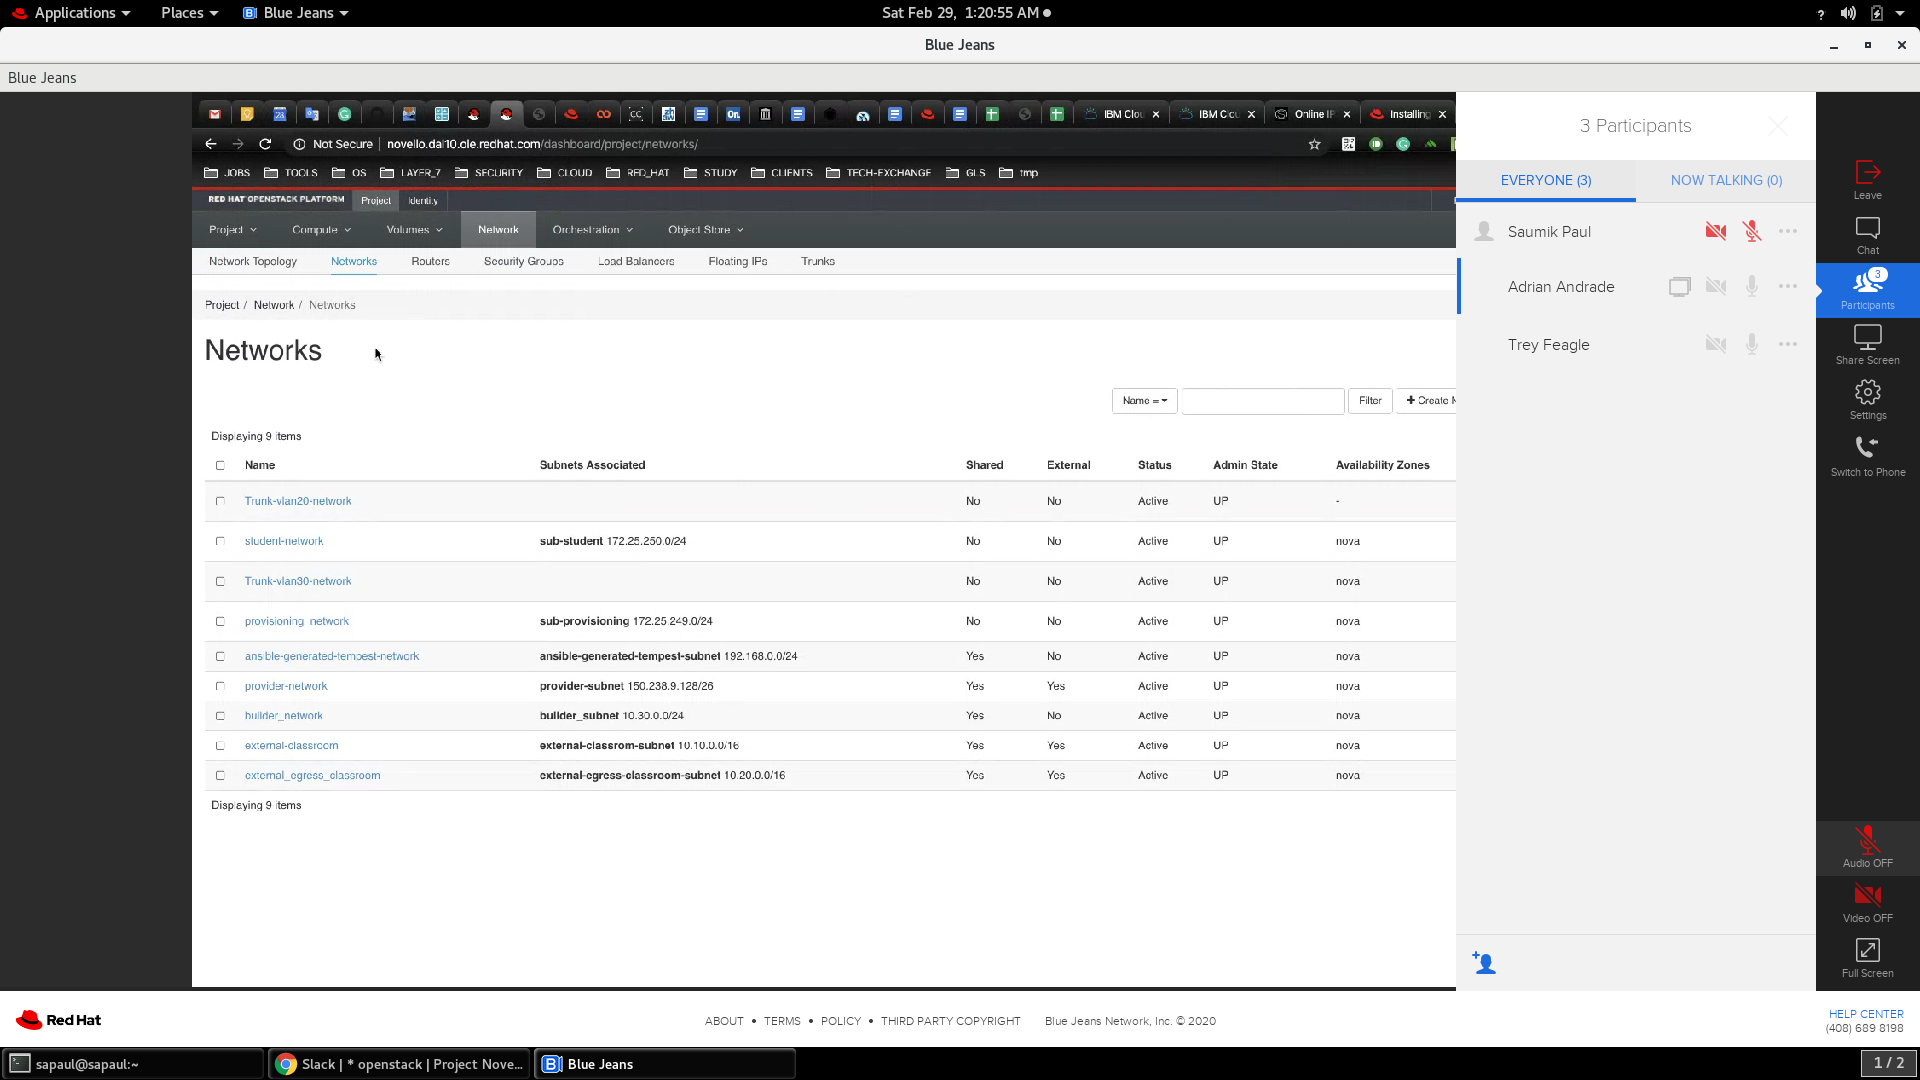 Applications Places Blue Jeans Sat Feb 29, 1:20:55 AM ?
Blue Jeans
Blue Jeans
IBM Clou IBM Clou Online IP Installing
Not Secure novello.dal10.ole.redhat.com/dashboard/project/networks/
JOBS TOOLS OS LAYER_7 SECURITY CLOUD RED_HAT STUDY CLIENTS TECH-EXCHANGE GLS tmp
RED HAT OPENSTACK PLATFORM Project Identity
Project Compute Volumes Network Orchestration Object Store
Network Topology Networks Routers Security Groups Load Balancers Floating IPs Trunks
Project / Network / Networks
Networks
Name = Filter + Create N
Displaying 9 items
Name Subnets Associated Shared External Status Admin State Availability Zones
Trunk-vlan20-network No No Active UP -
student-network sub-student 172.25.250.0/24 No No Active UP nova
Trunk-vlan30-network No No Active UP nova
provisioning_network sub-provisioning 172.25.249.0/24 No No Active UP nova
ansible-generated-tempest-network ansible-generated-tempest-subnet 192.168.0.0/24 Yes No Active UP nova
provider-network provider-subnet 150.238.9.128/26 Yes Yes Active UP nova
builder_network builder_subnet 10.30.0.0/24 Yes No Active UP nova
external-classroom external-classrom-subnet 10.10.0.0/16 Yes Yes Active UP nova
external_egress_classroom external-egress-classroom-subnet 10.20.0.0/16 Yes Yes Active UP nova
Displaying 9 items
3 Participants
EVERYONE (3) NOW TALKING (0)
Saumik Paul
Adrian Andrade
Trey Feagle
Leave
Chat
3
Participants
Share Screen
Settings
Switch to Phone
Audio OFF
Video OFF
Full Screen
Red Hat
ABOUT • TERMS • POLICY • THIRD PARTY COPYRIGHT Blue Jeans Network, Inc. © 2020
HELP CENTER
(408) 689 8198
sapaul@sapaul:~ Slack | * openstack | Project Nove... Blue Jeans 1 / 2